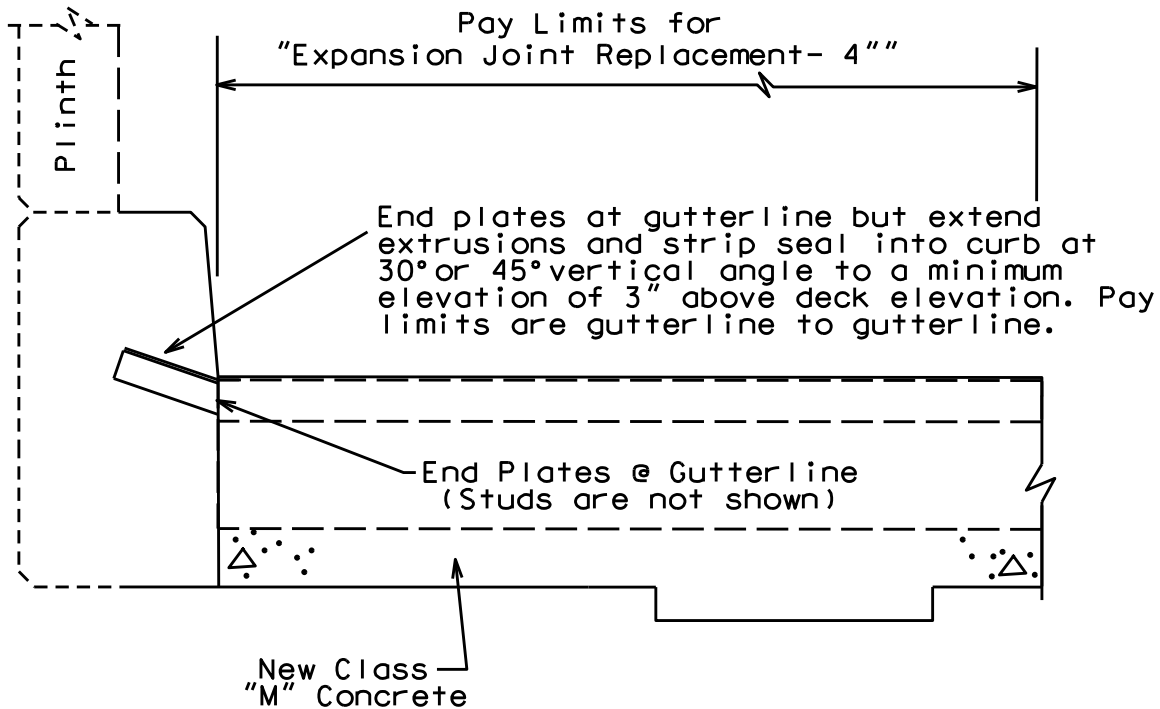 Pay Limits for
"Expansion Joint Replacement- 4""
Plinth
End plates at gutterline but extend
extrusions and strip seal into curb at
30° or 45° vertical angle to a minimum
elevation of 3" above deck elevation. Pay
limits are gutterline to gutterline.
End Plates @ Gutterline
(Studs are not shown)
New Class
"M" Concrete